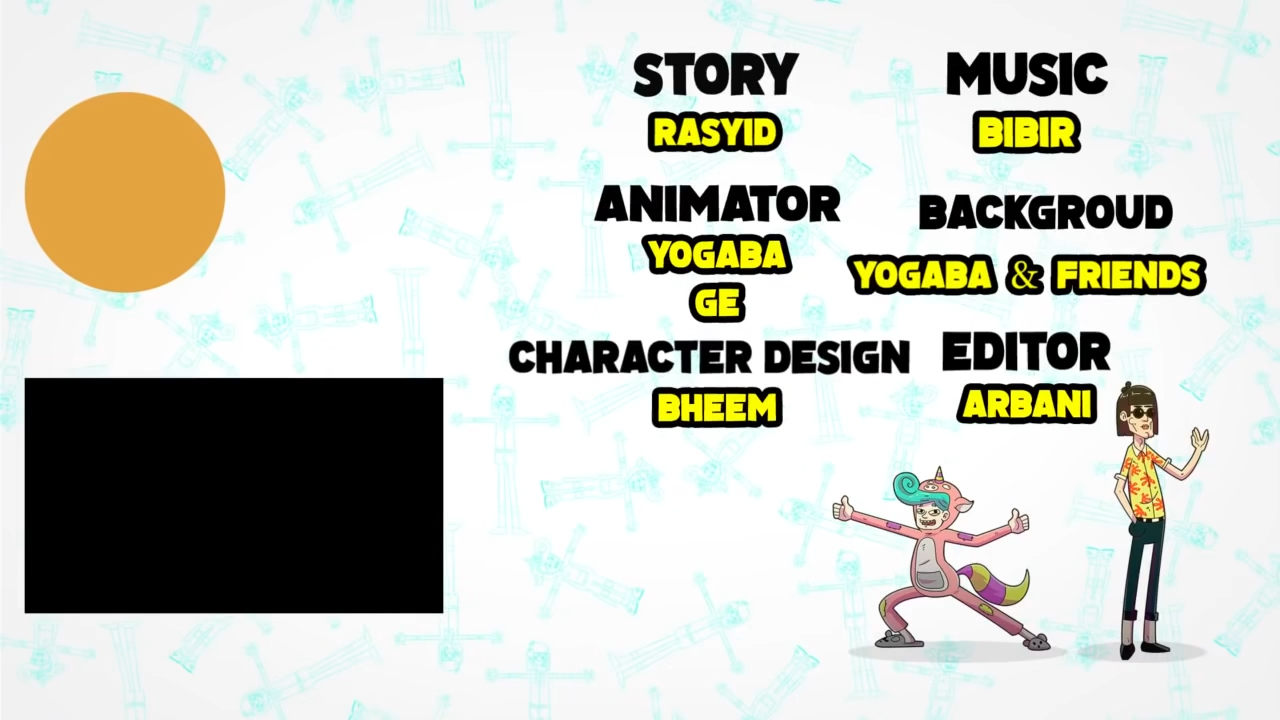 STORY
RASYID
ANIMATOR
YOGABA
GE
CHARACTER DESIGN
BHEEM
MUSIC
BIBIR
BACKGROUD
YOGABA & FRIENDS
EDITOR
ARBANI